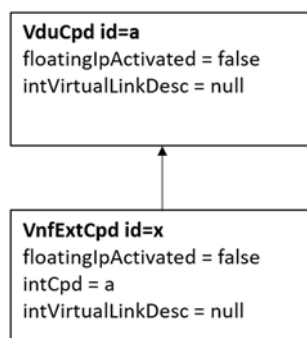 VduCpd id=a
floatingIpActivated = false
intVirtualLinkDesc = null
VnfExtCpd id=x
floatingIpActivated = false
intCpd = a
intVirtualLinkDesc = null